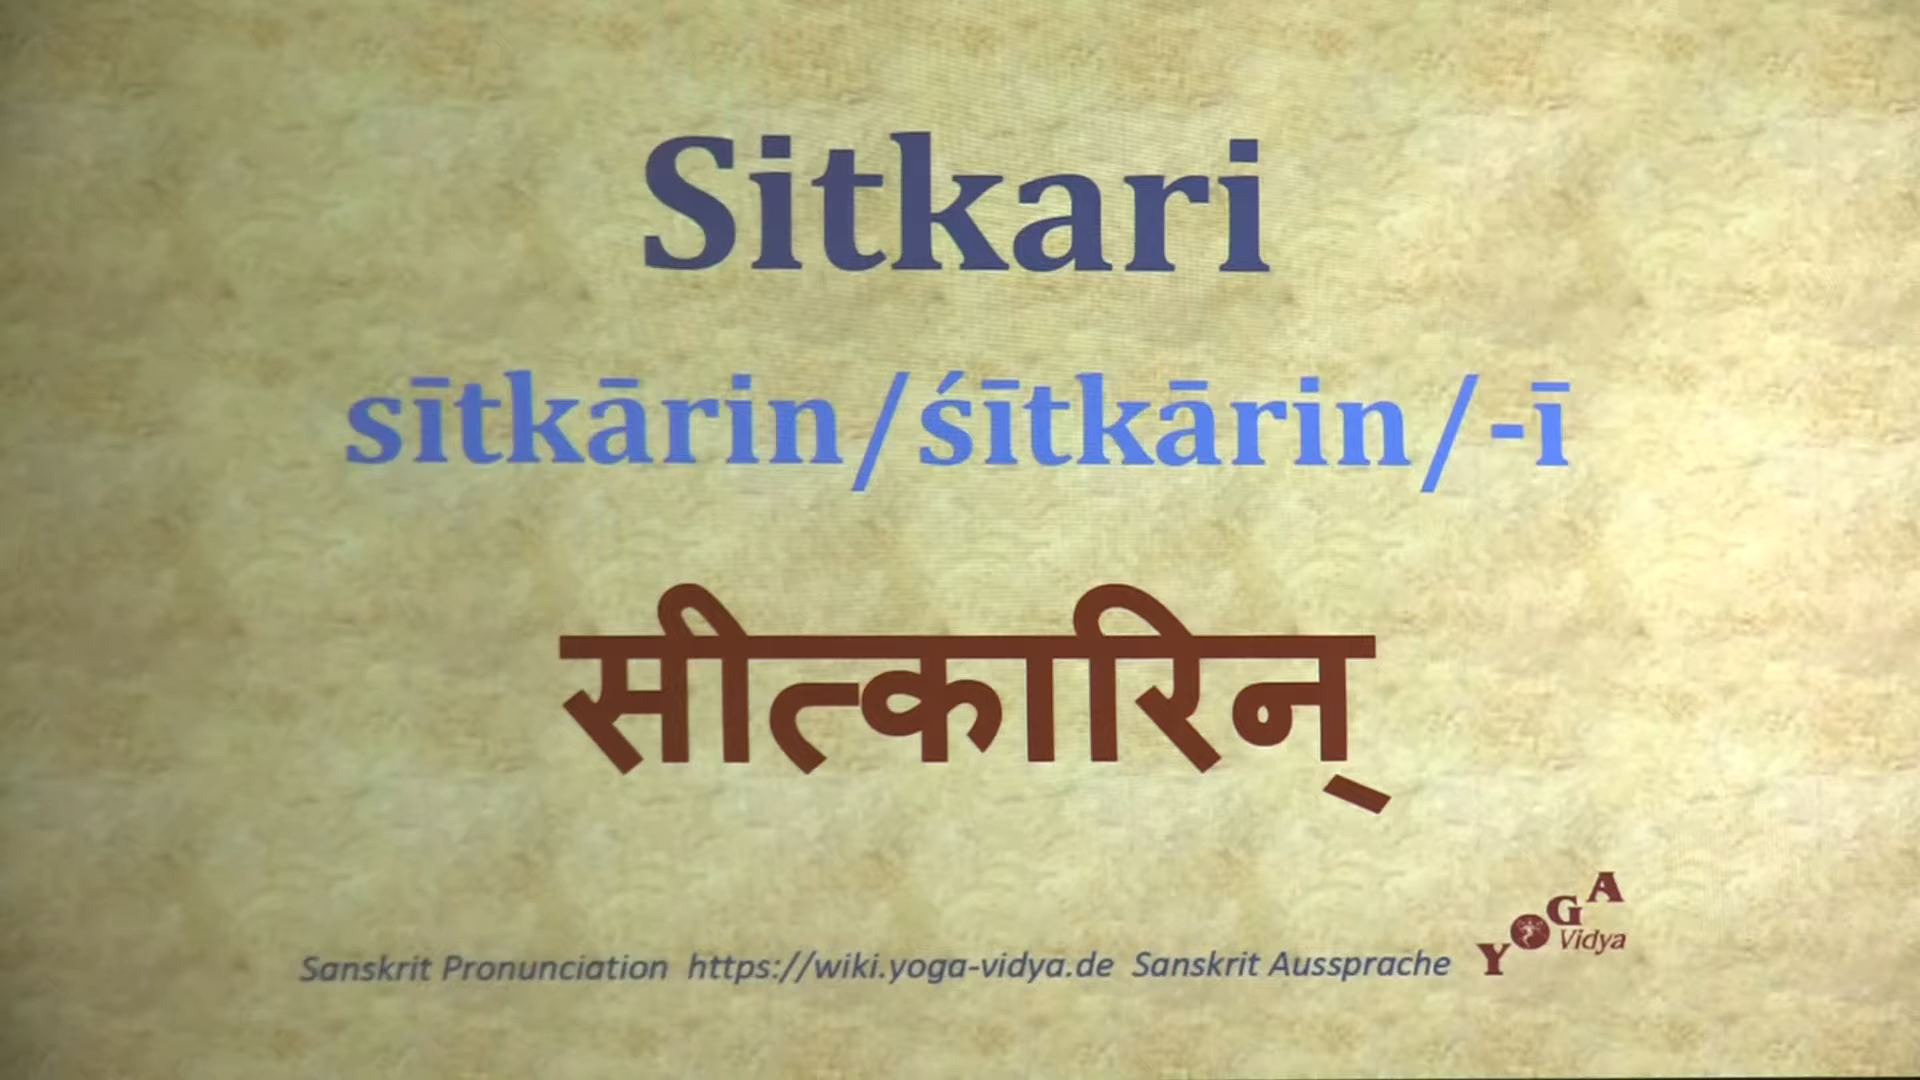 Sitkari
sītkārin/śītkārin/-ī
सीत्कारिन्
Sanskrit Pronunciation https://wiki.yoga-vidya.de Sanskrit Aussprache
YOGA
Vidya